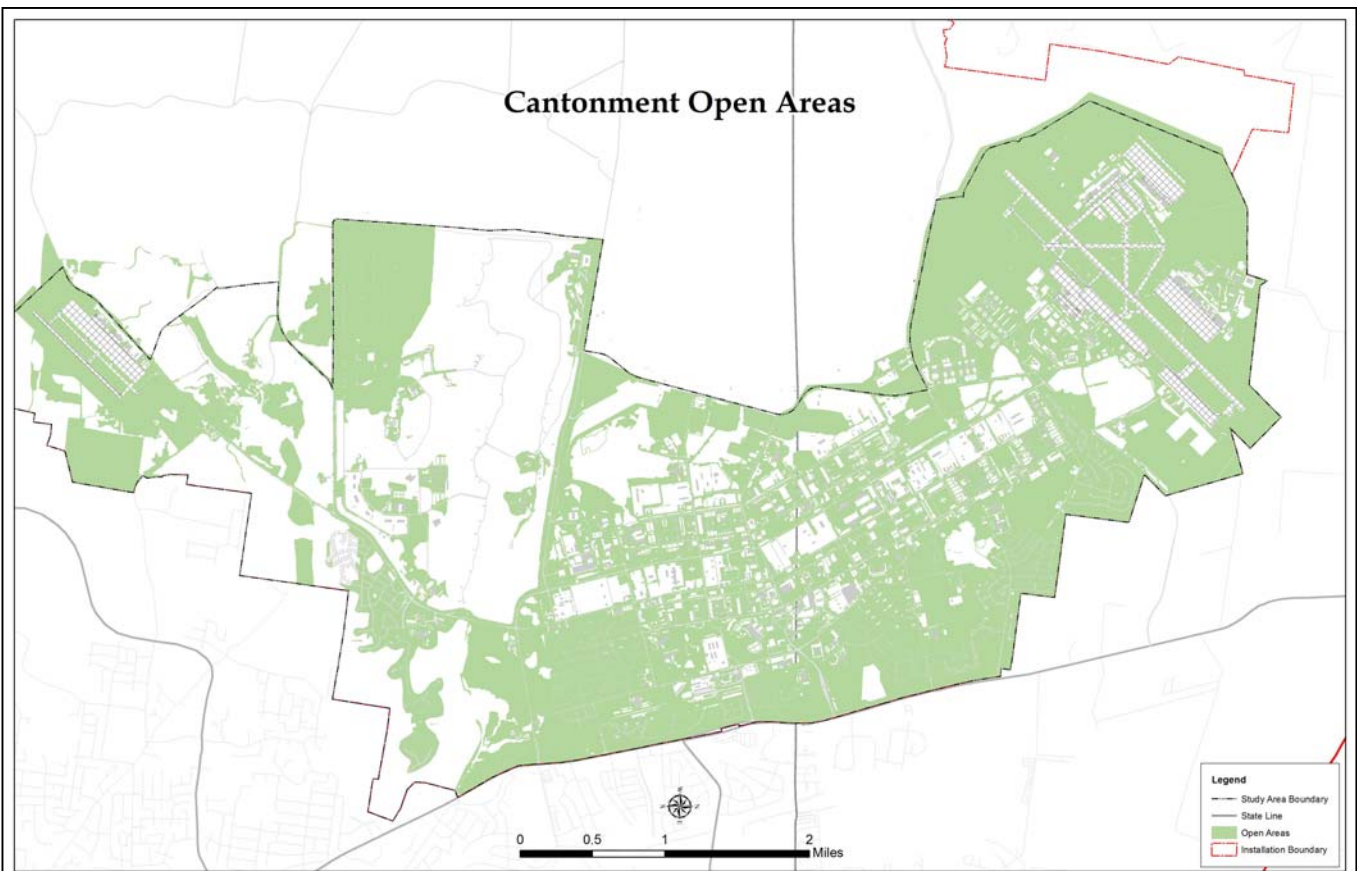 Cantonment Open Areas
Legend
Study Area Boundary
State Line
Open Areas
Installation Boundary
0 0.5 1 2
Miles